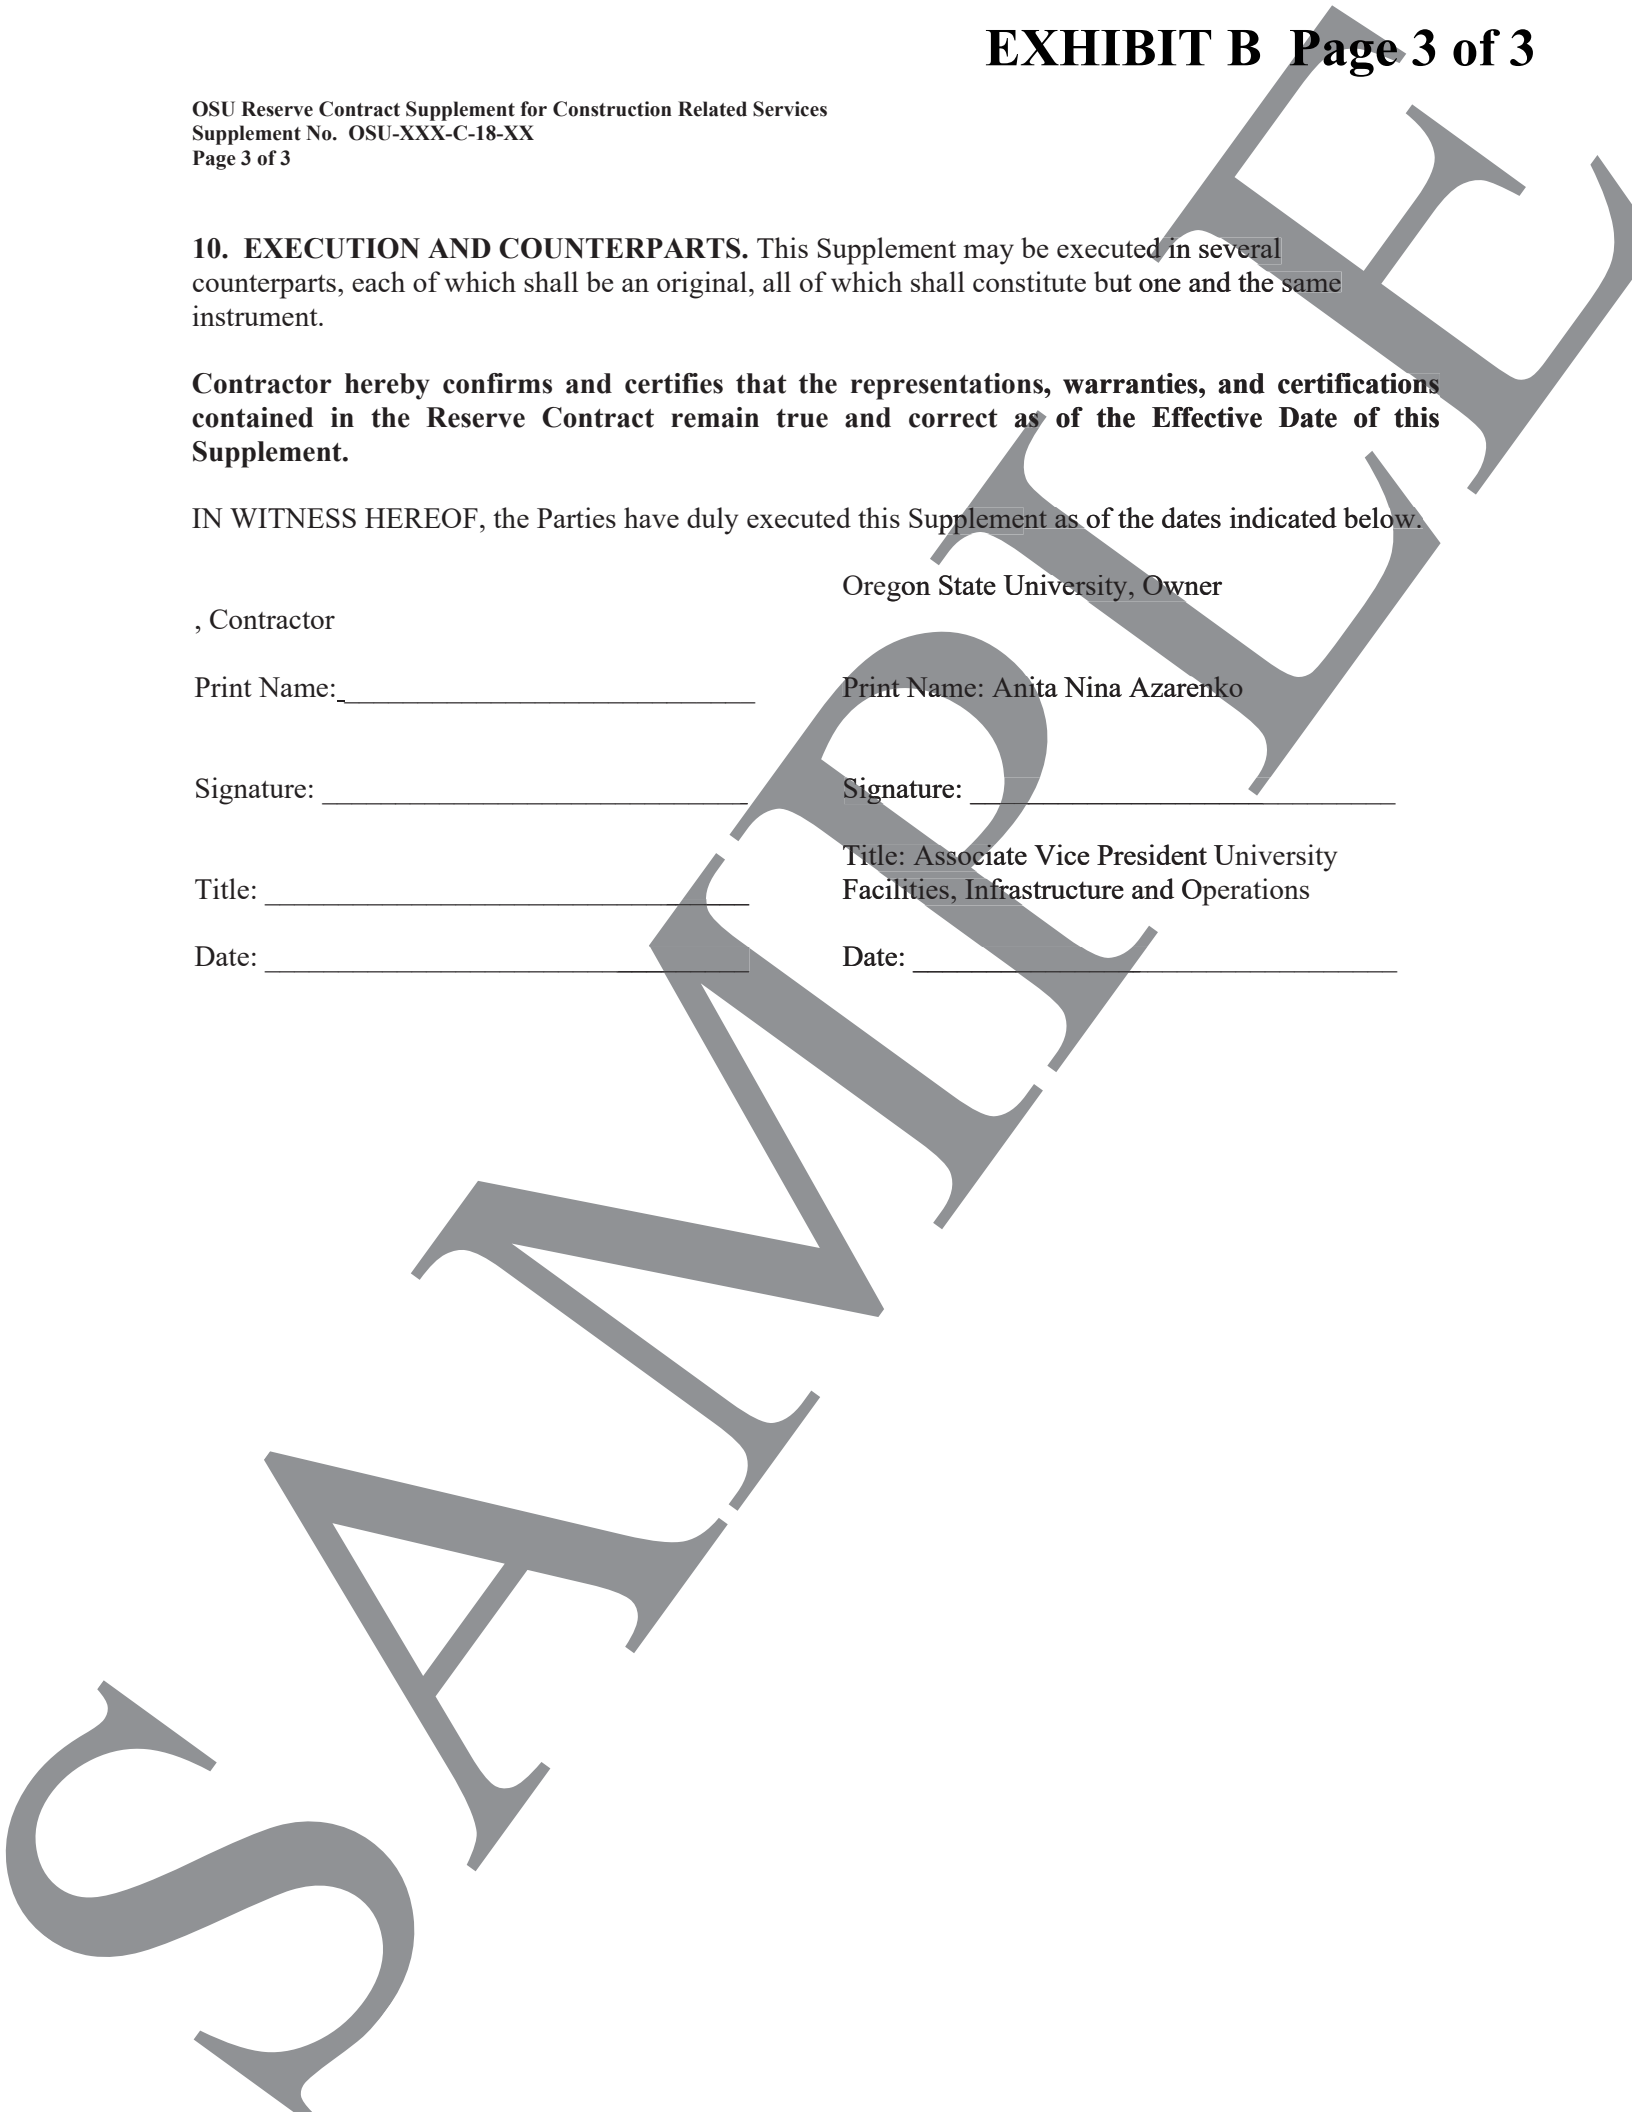 EXHIBIT B Page 3 of 3
OSU Reserve Contract Supplement for Construction Related Services
Supplement No. OSU-XXX-C-18-XX
Page 3 of 3
10. EXECUTION AND COUNTERPARTS. This Supplement may be executed in several
counterparts, each of which shall be an original, all of which shall constitute but one and the same
instrument.
Contractor hereby confirms and certifies that the representations, warranties, and certifications
contained in the Reserve Contract remain true and correct as of the Effective Date of this
Supplement.
IN WITNESS HEREOF, the Parties have duly executed this Supplement as of the dates indicated below.
Oregon State University, Owner
, Contractor
Print Name: ____________________________ Print Name: Anita Nina Azarenko
Signature: _____________________________ Signature: _____________________________
Title: Associate Vice President University
Title: _________________________________ Facilities, Infrastructure and Operations
Date: _________________________________ Date: _________________________________
SAMPLE